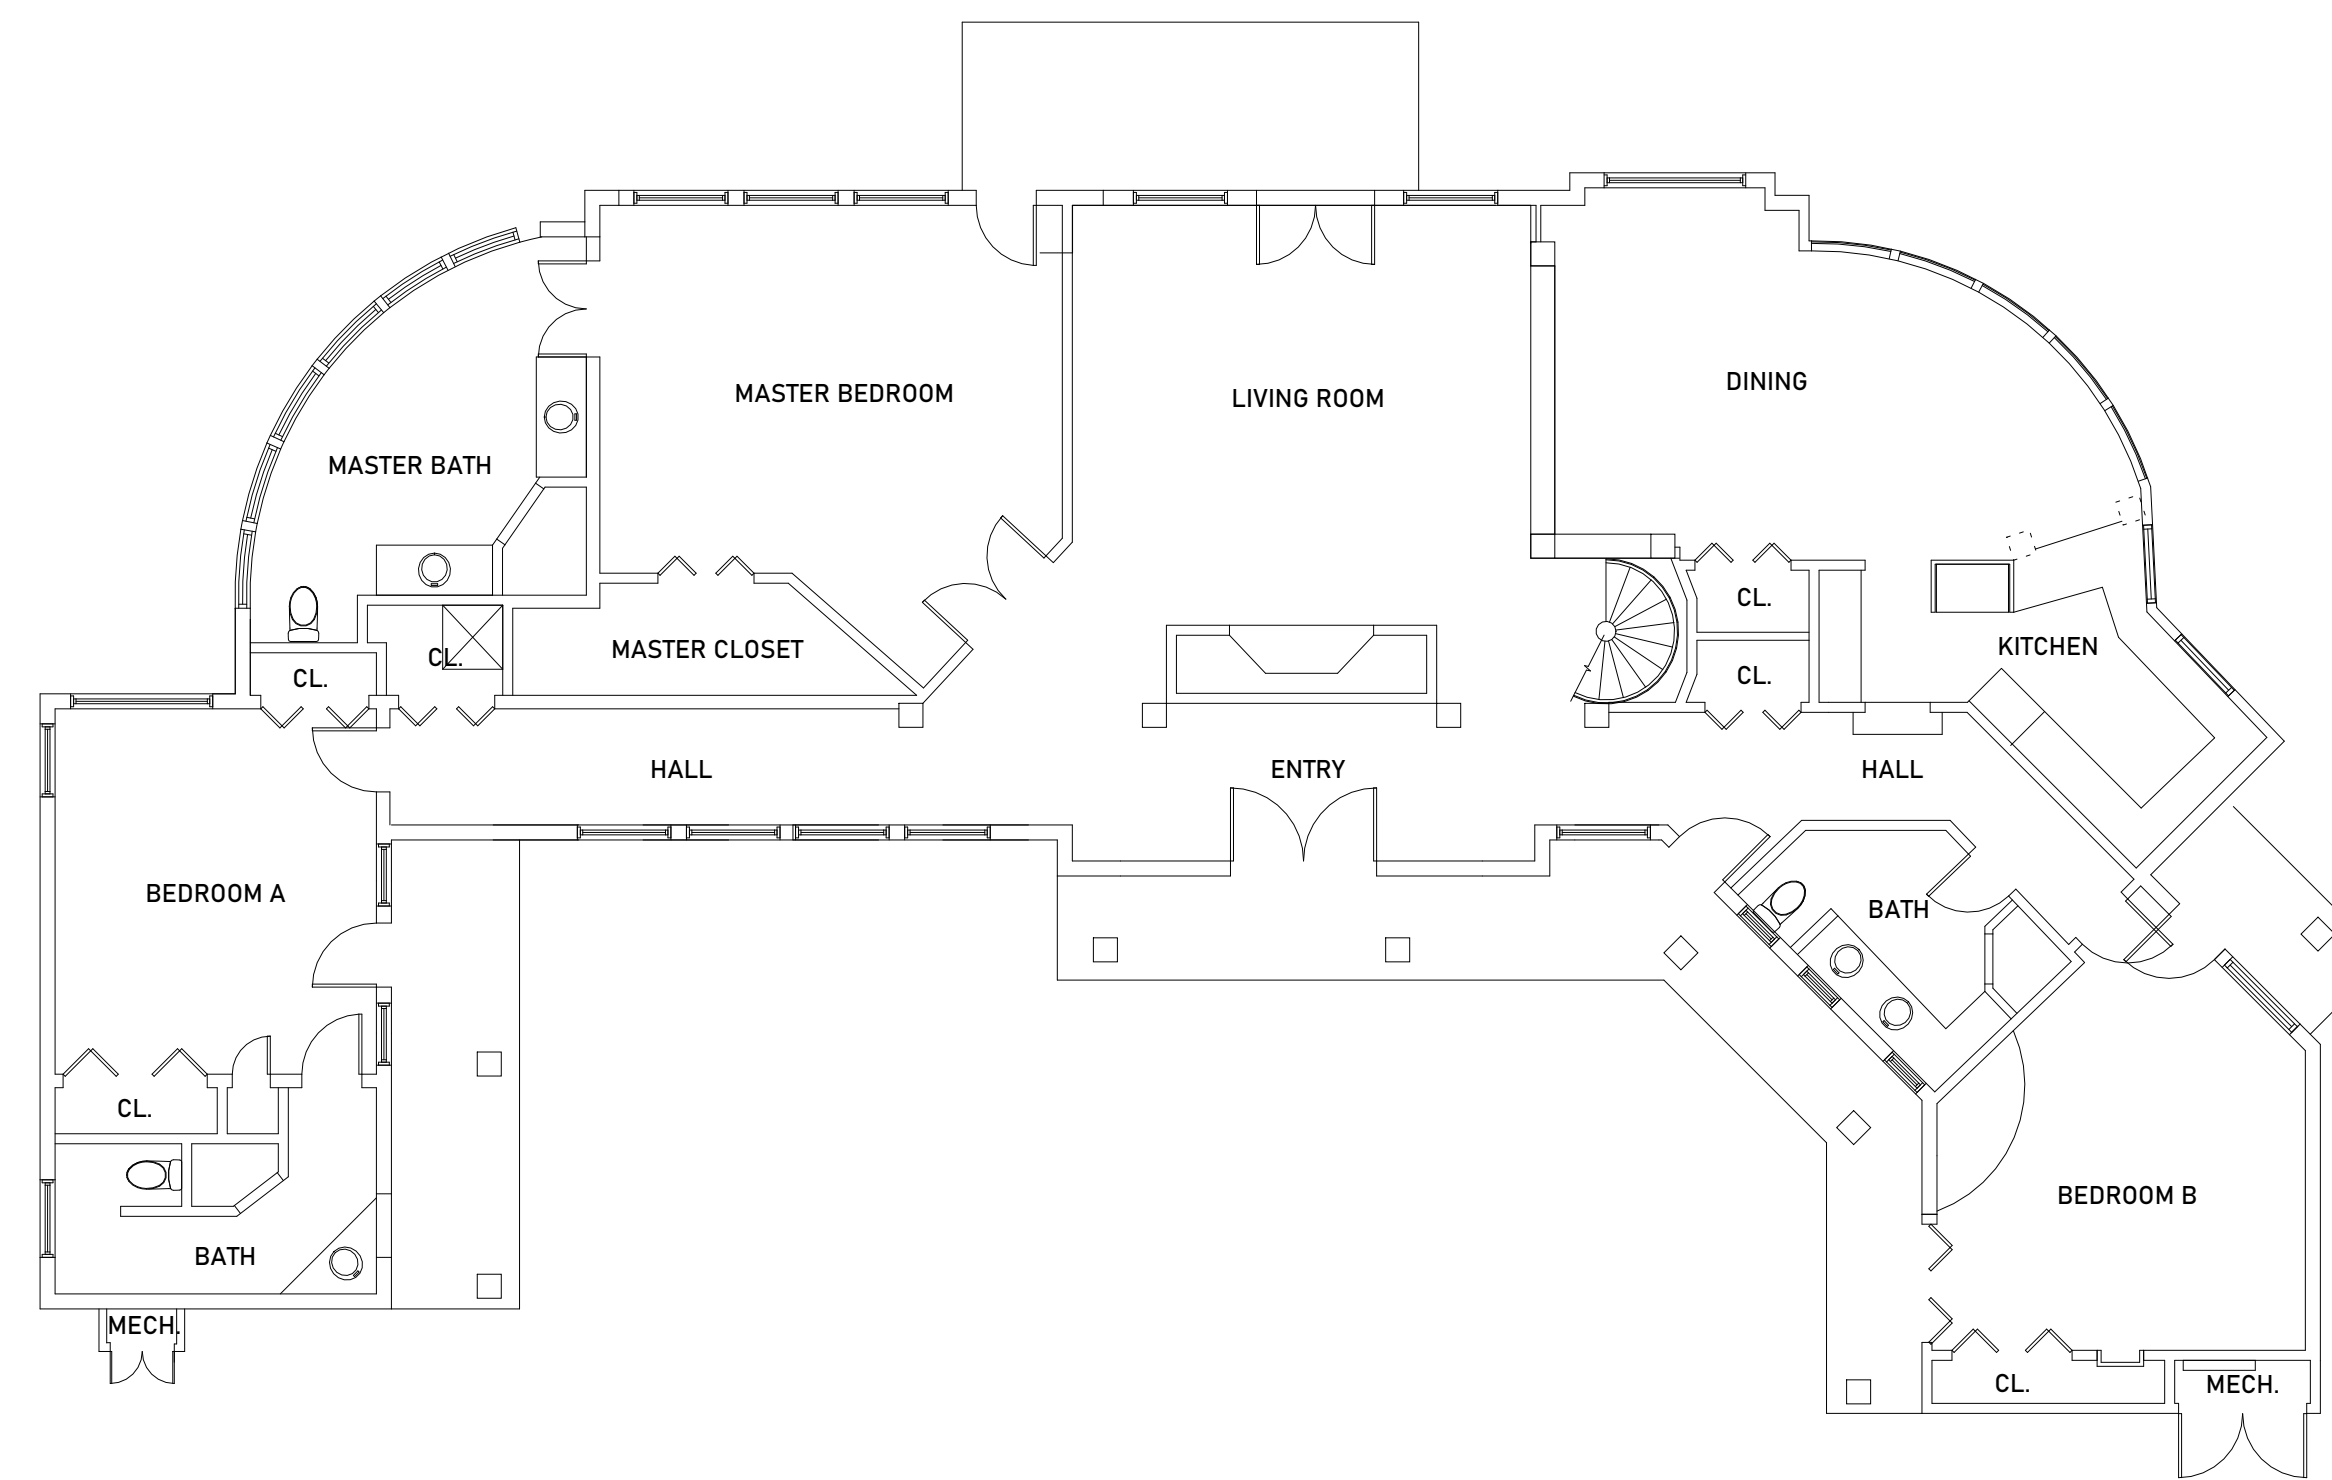 DINING
MASTER BEDROOM
LIVING ROOM
MASTER BATH
CL.
KITCHEN
MASTER CLOSET
CL.
CL.
CL.
HALL
ENTRY
HALL
BEDROOM A
BATH
CL.
BEDROOM B
BATH
MECH.
CL.
MECH.